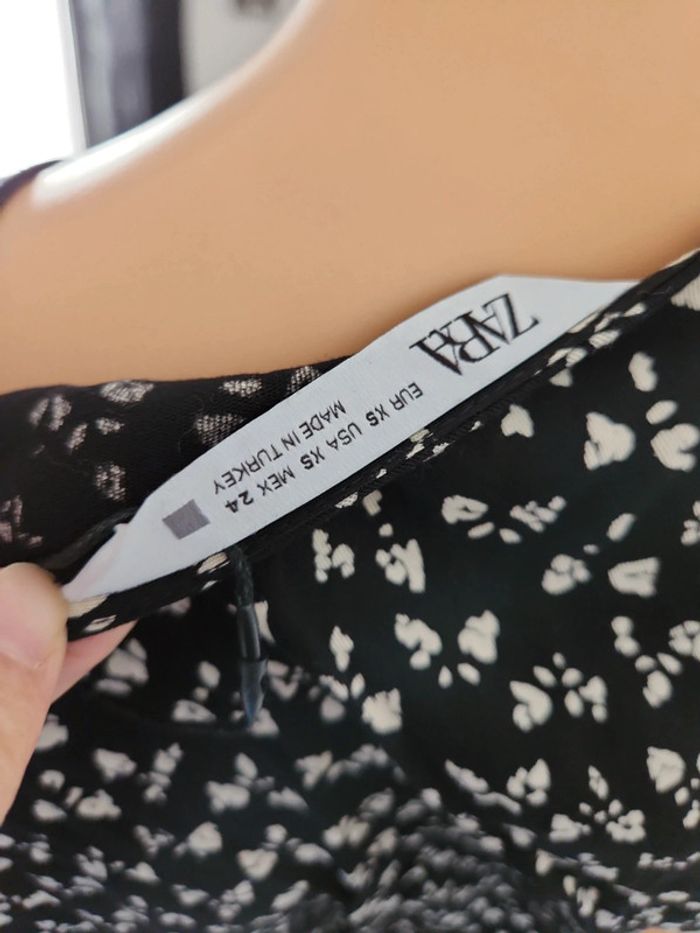 ZARA
EUR XS USA XS MEX 24
MADE IN TURKEY